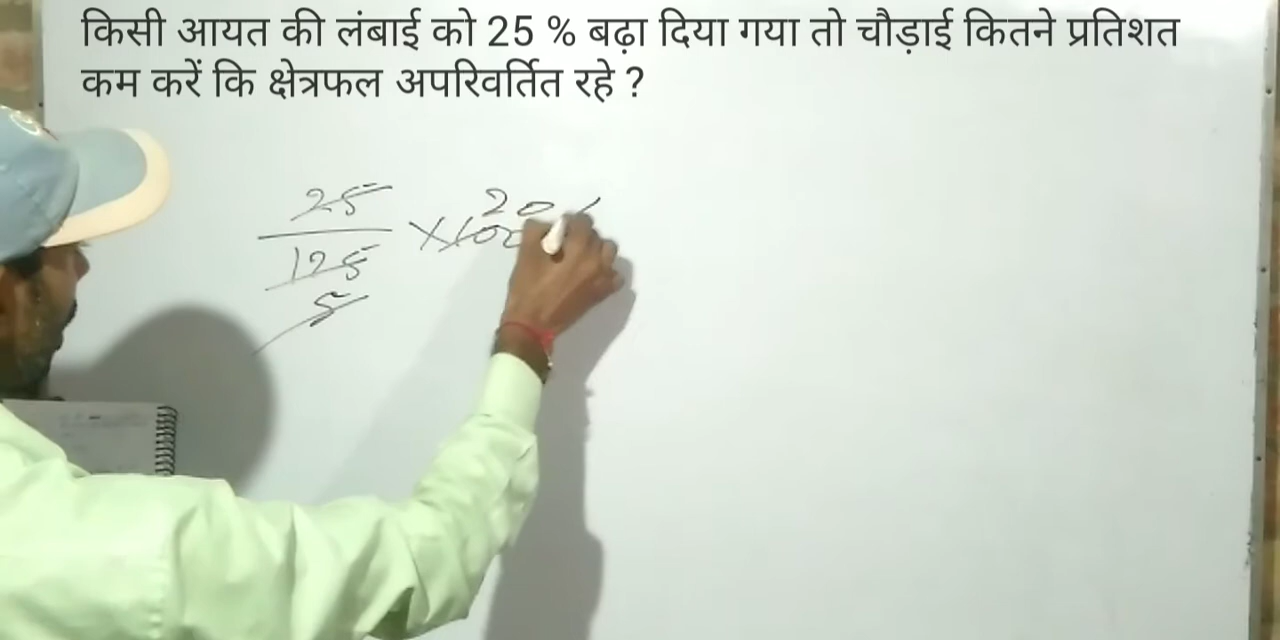 किसी आयत की लंबाई को 25 % बढ़ा दिया गया तो चौड़ाई कितने प्रतिशत
कम करें कि क्षेत्रफल अपरिवर्तित रहे ?
20
25
×100
125
5